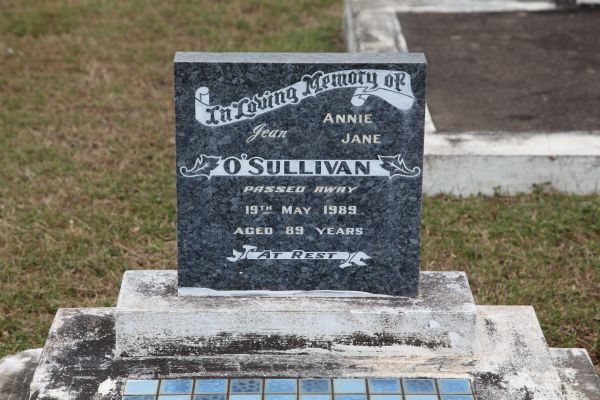 In Loving Memory of
Jean ANNIE JANE
O'SULLIVAN
PASSED AWAY
19TH MAY 1989
AGED 89 YEARS
AT REST